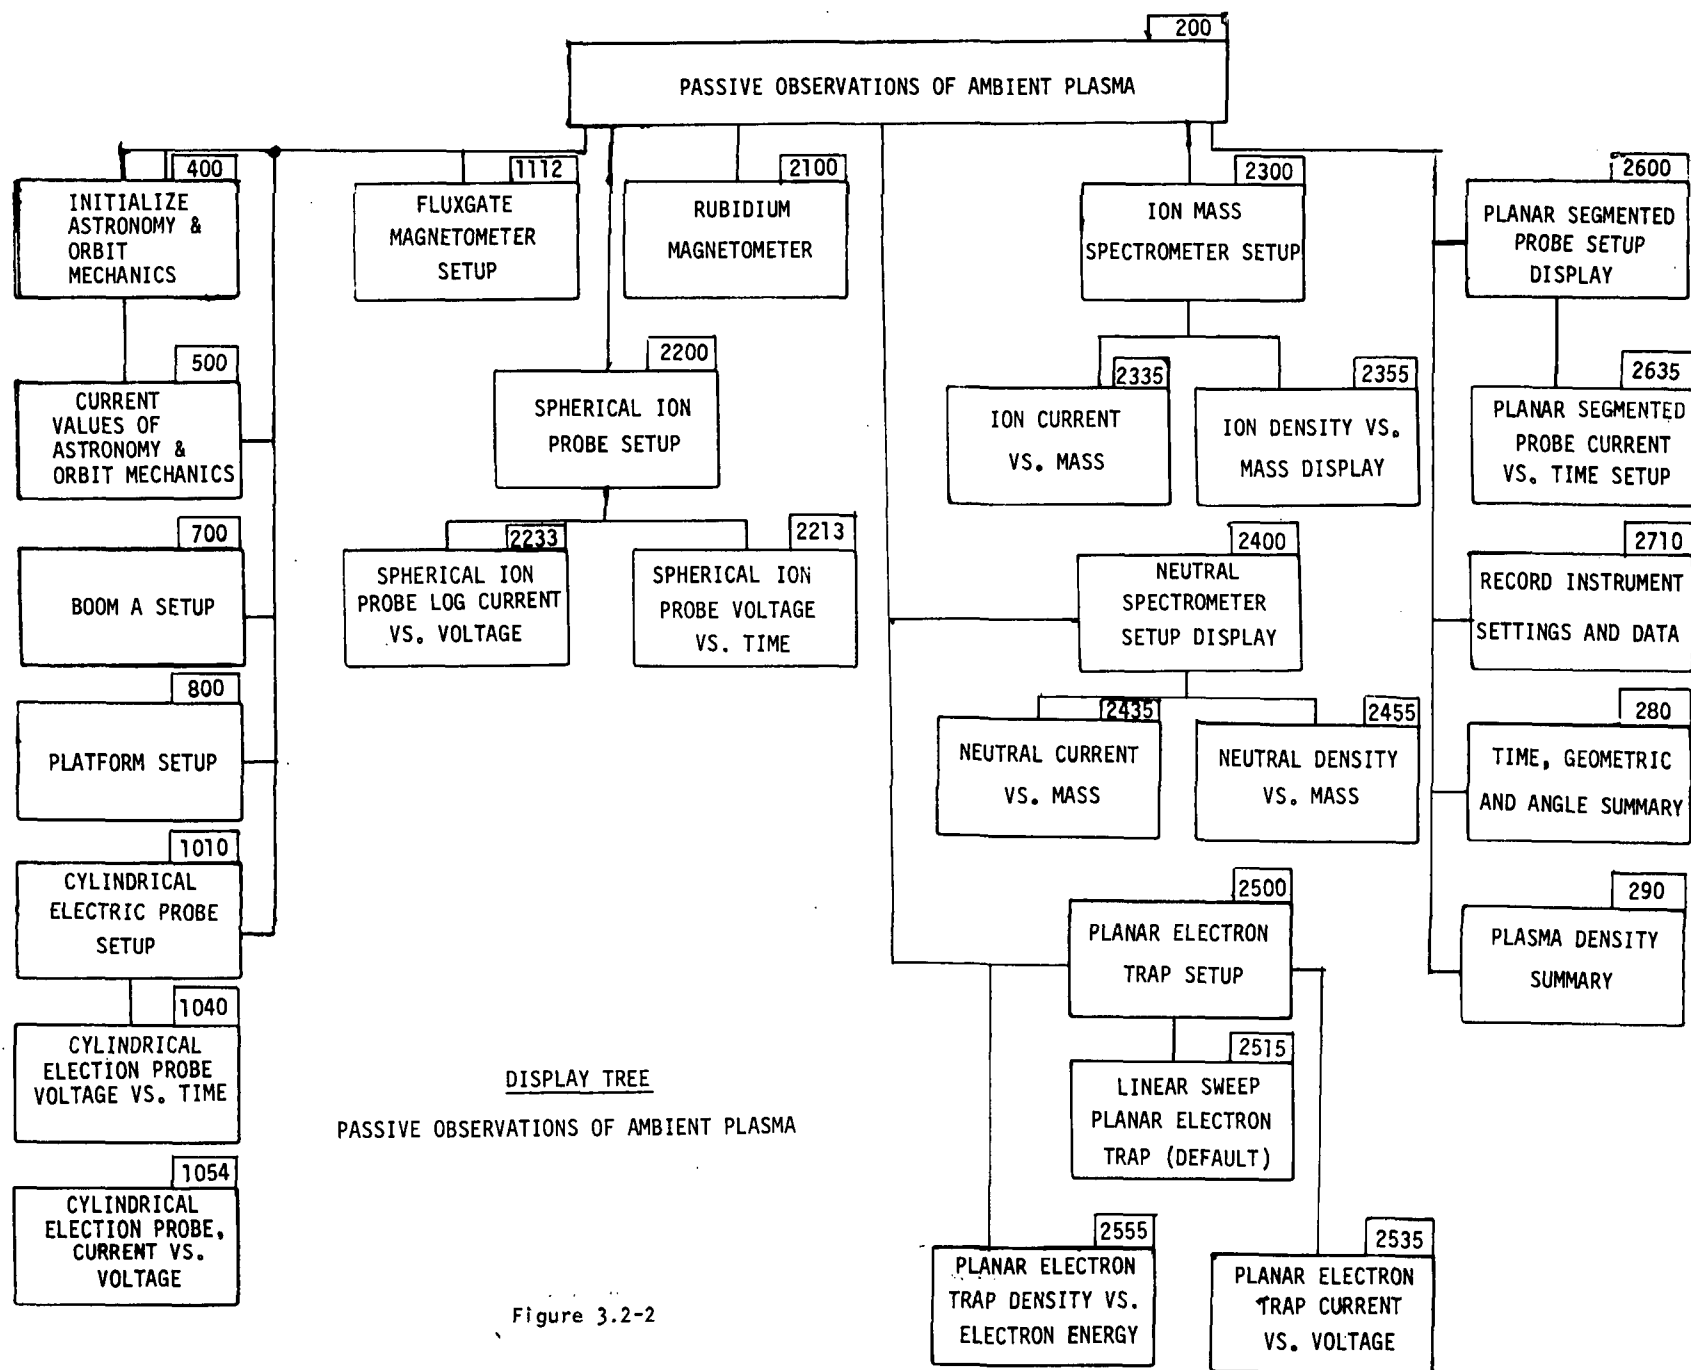 200
PASSIVE OBSERVATIONS OF AMBIENT PLASMA
400
INITIALIZE
ASTRONOMY &
ORBIT
MECHANICS
500
CURRENT
VALUES OF
ASTRONOMY &
ORBIT MECHANICS
700
BOOM A SETUP
800
PLATFORM SETUP
1010
CYLINDRICAL
ELECTRIC PROBE
SETUP
1040
CYLINDRICAL
ELECTION PROBE
VOLTAGE VS. TIME
1054
CYLINDRICAL
ELECTION PROBE,
CURRENT VS.
VOLTAGE
1112
FLUXGATE
MAGNETOMETER
SETUP
2100
RUBIDIUM
MAGNETOMETER
2200
SPHERICAL ION
PROBE SETUP
2233
SPHERICAL ION
PROBE LOG CURRENT
VS. VOLTAGE
2213
SPHERICAL ION
PROBE VOLTAGE
VS. TIME
2300
ION MASS
SPECTROMETER SETUP
2335
ION CURRENT
VS. MASS
2355
ION DENSITY VS.
MASS DISPLAY
2400
NEUTRAL
SPECTROMETER
SETUP DISPLAY
2435
NEUTRAL CURRENT
VS. MASS
2455
NEUTRAL DENSITY
VS. MASS
2500
PLANAR ELECTRON
TRAP SETUP
2515
LINEAR SWEEP
PLANAR ELECTRON
TRAP (DEFAULT)
2555
PLANAR ELECTRON
TRAP DENSITY VS.
ELECTRON ENERGY
2535
PLANAR ELECTRON
TRAP CURRENT
VS. VOLTAGE
2600
PLANAR SEGMENTED
PROBE SETUP
DISPLAY
2635
PLANAR SEGMENTED
PROBE CURRENT
VS. TIME SETUP
2710
RECORD INSTRUMENT
SETTINGS AND DATA
280
TIME, GEOMETRIC
AND ANGLE SUMMARY
290
PLASMA DENSITY
SUMMARY
DISPLAY TREE
PASSIVE OBSERVATIONS OF AMBIENT PLASMA
Figure 3.2-2